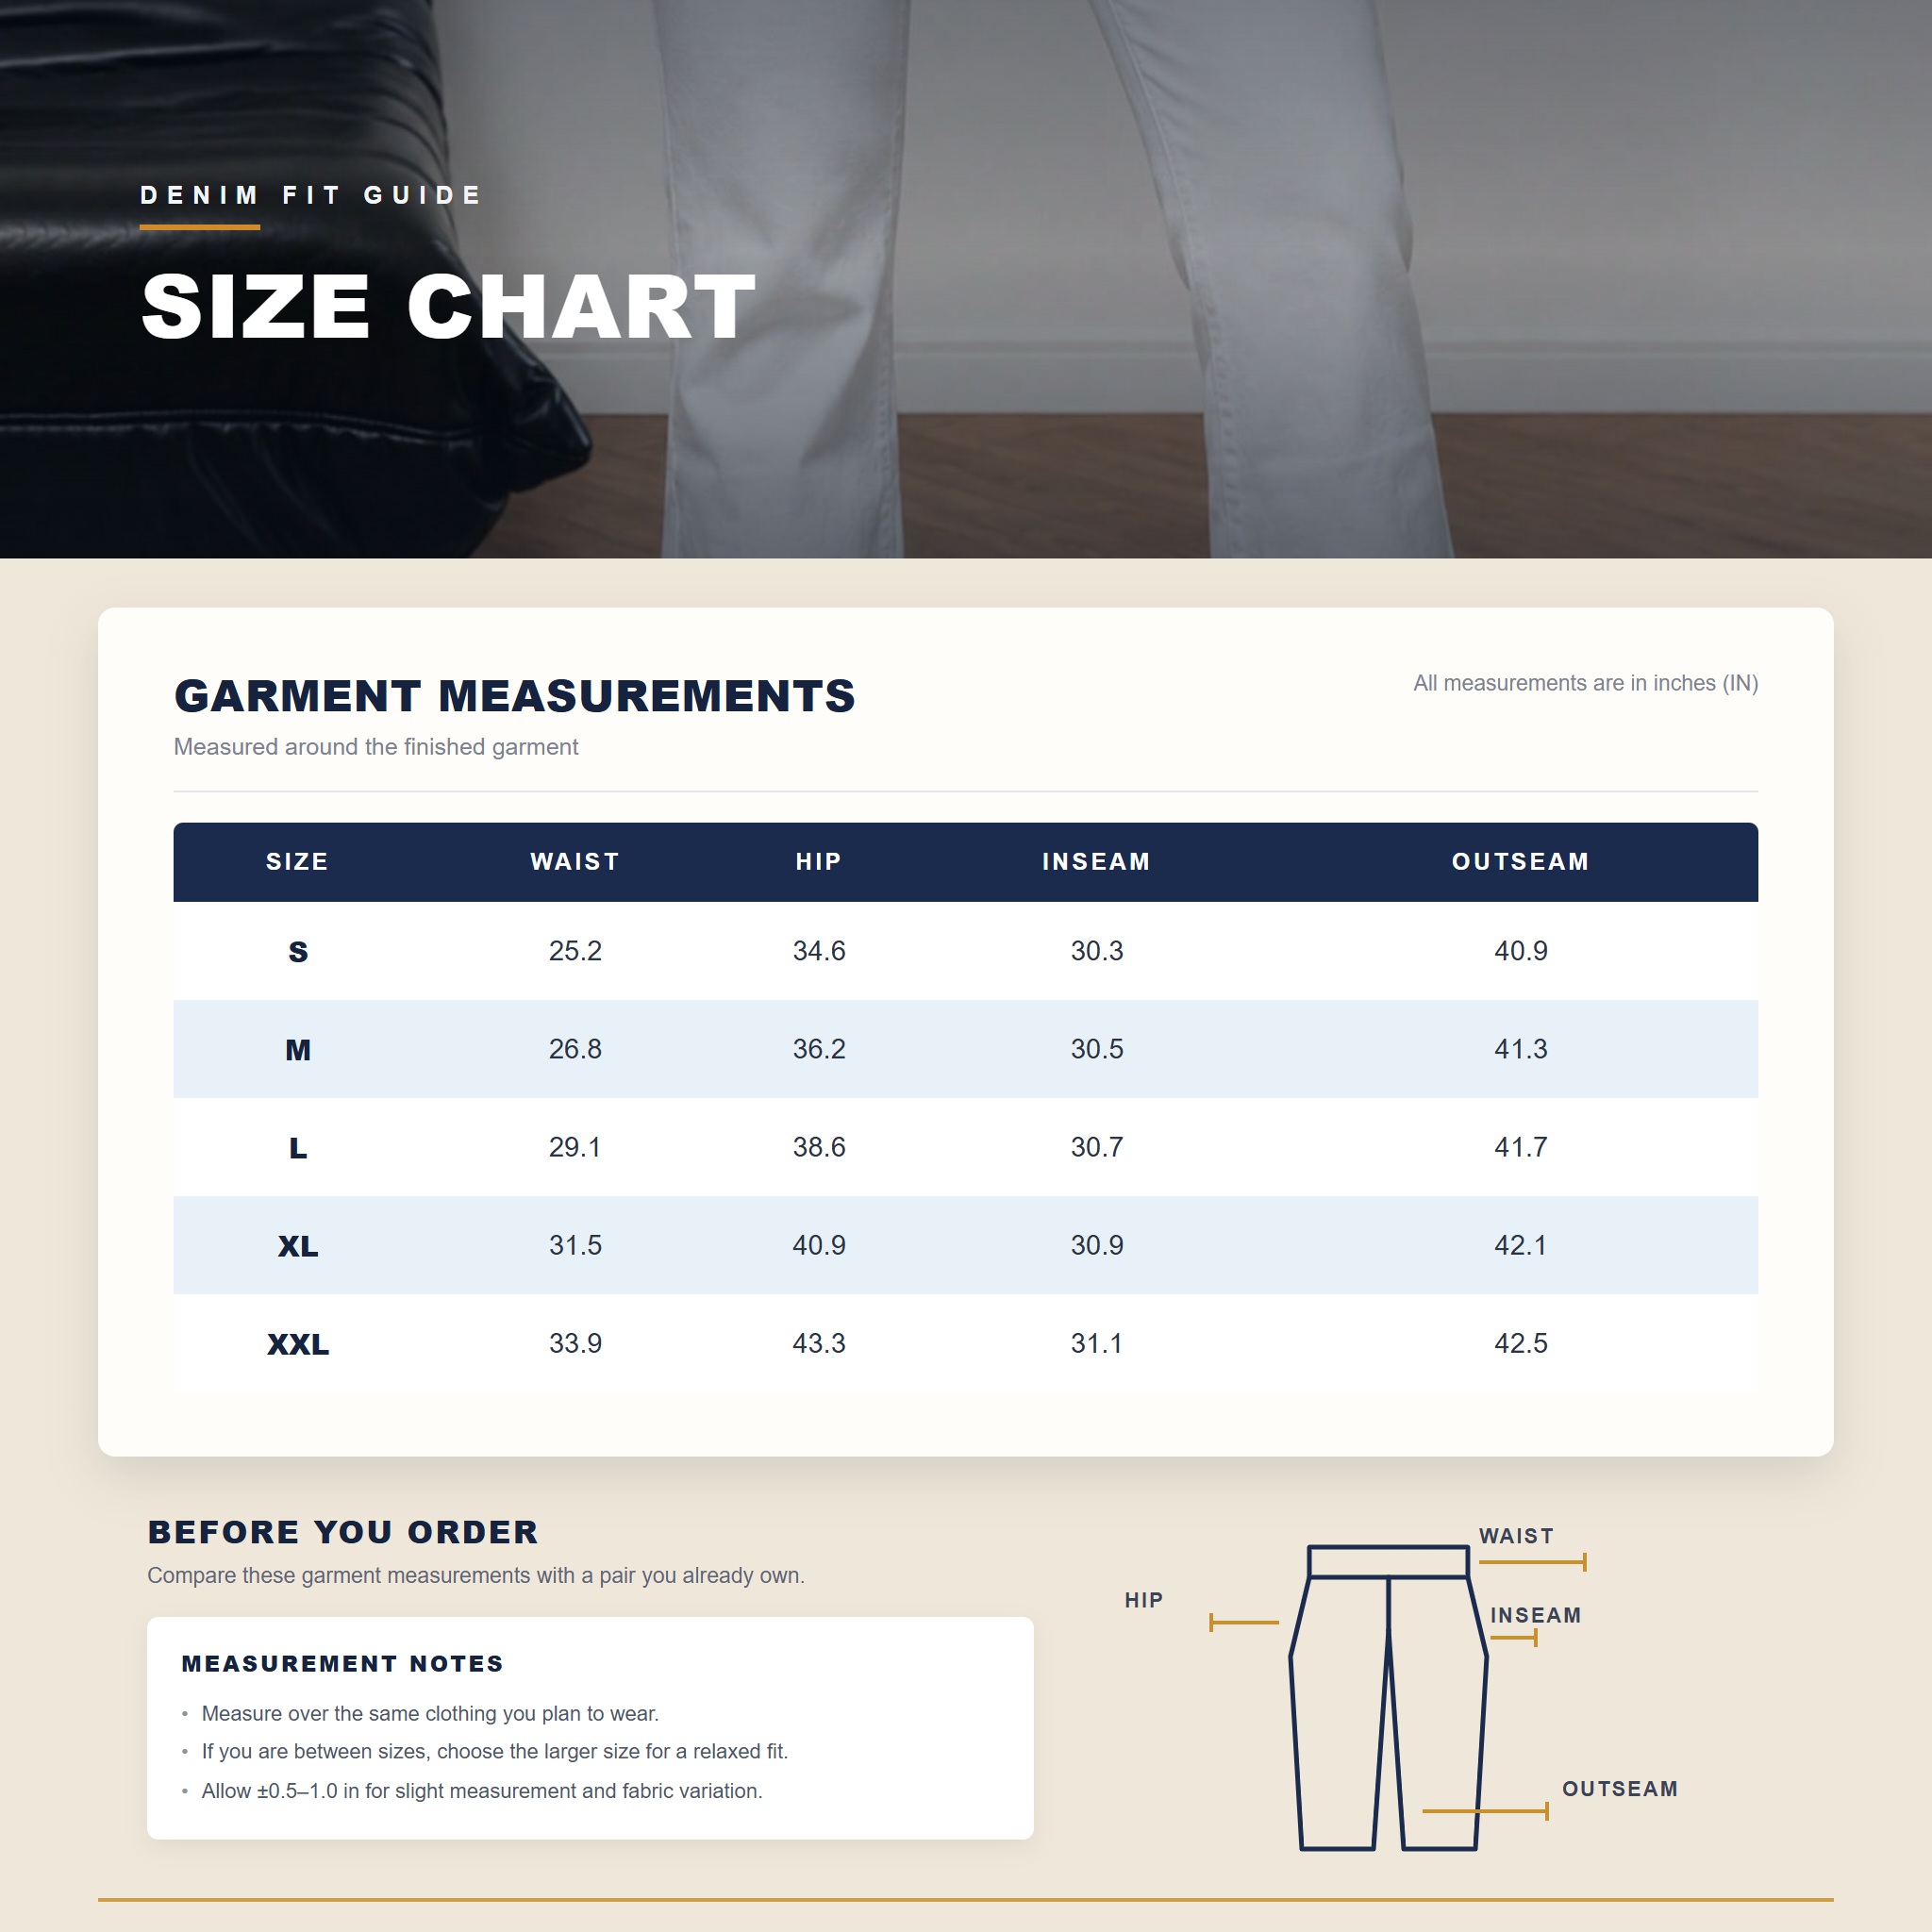 DENIM FIT GUIDE
SIZE CHART
GARMENT MEASUREMENTS
All measurements are in inches (IN)
Measured around the finished garment
SIZE WAIST HIP INSEAM OUTSEAM
S 25.2 34.6 30.3 40.9
M 26.8 36.2 30.5 41.3
L 29.1 38.6 30.7 41.7
XL 31.5 40.9 30.9 42.1
XXL 33.9 43.3 31.1 42.5
BEFORE YOU ORDER
Compare these garment measurements with a pair you already own.
MEASUREMENT NOTES
• Measure over the same clothing you plan to wear.
• If you are between sizes, choose the larger size for a relaxed fit.
• Allow ±0.5–1.0 in for slight measurement and fabric variation.
WAIST
HIP
INSEAM
OUTSEAM